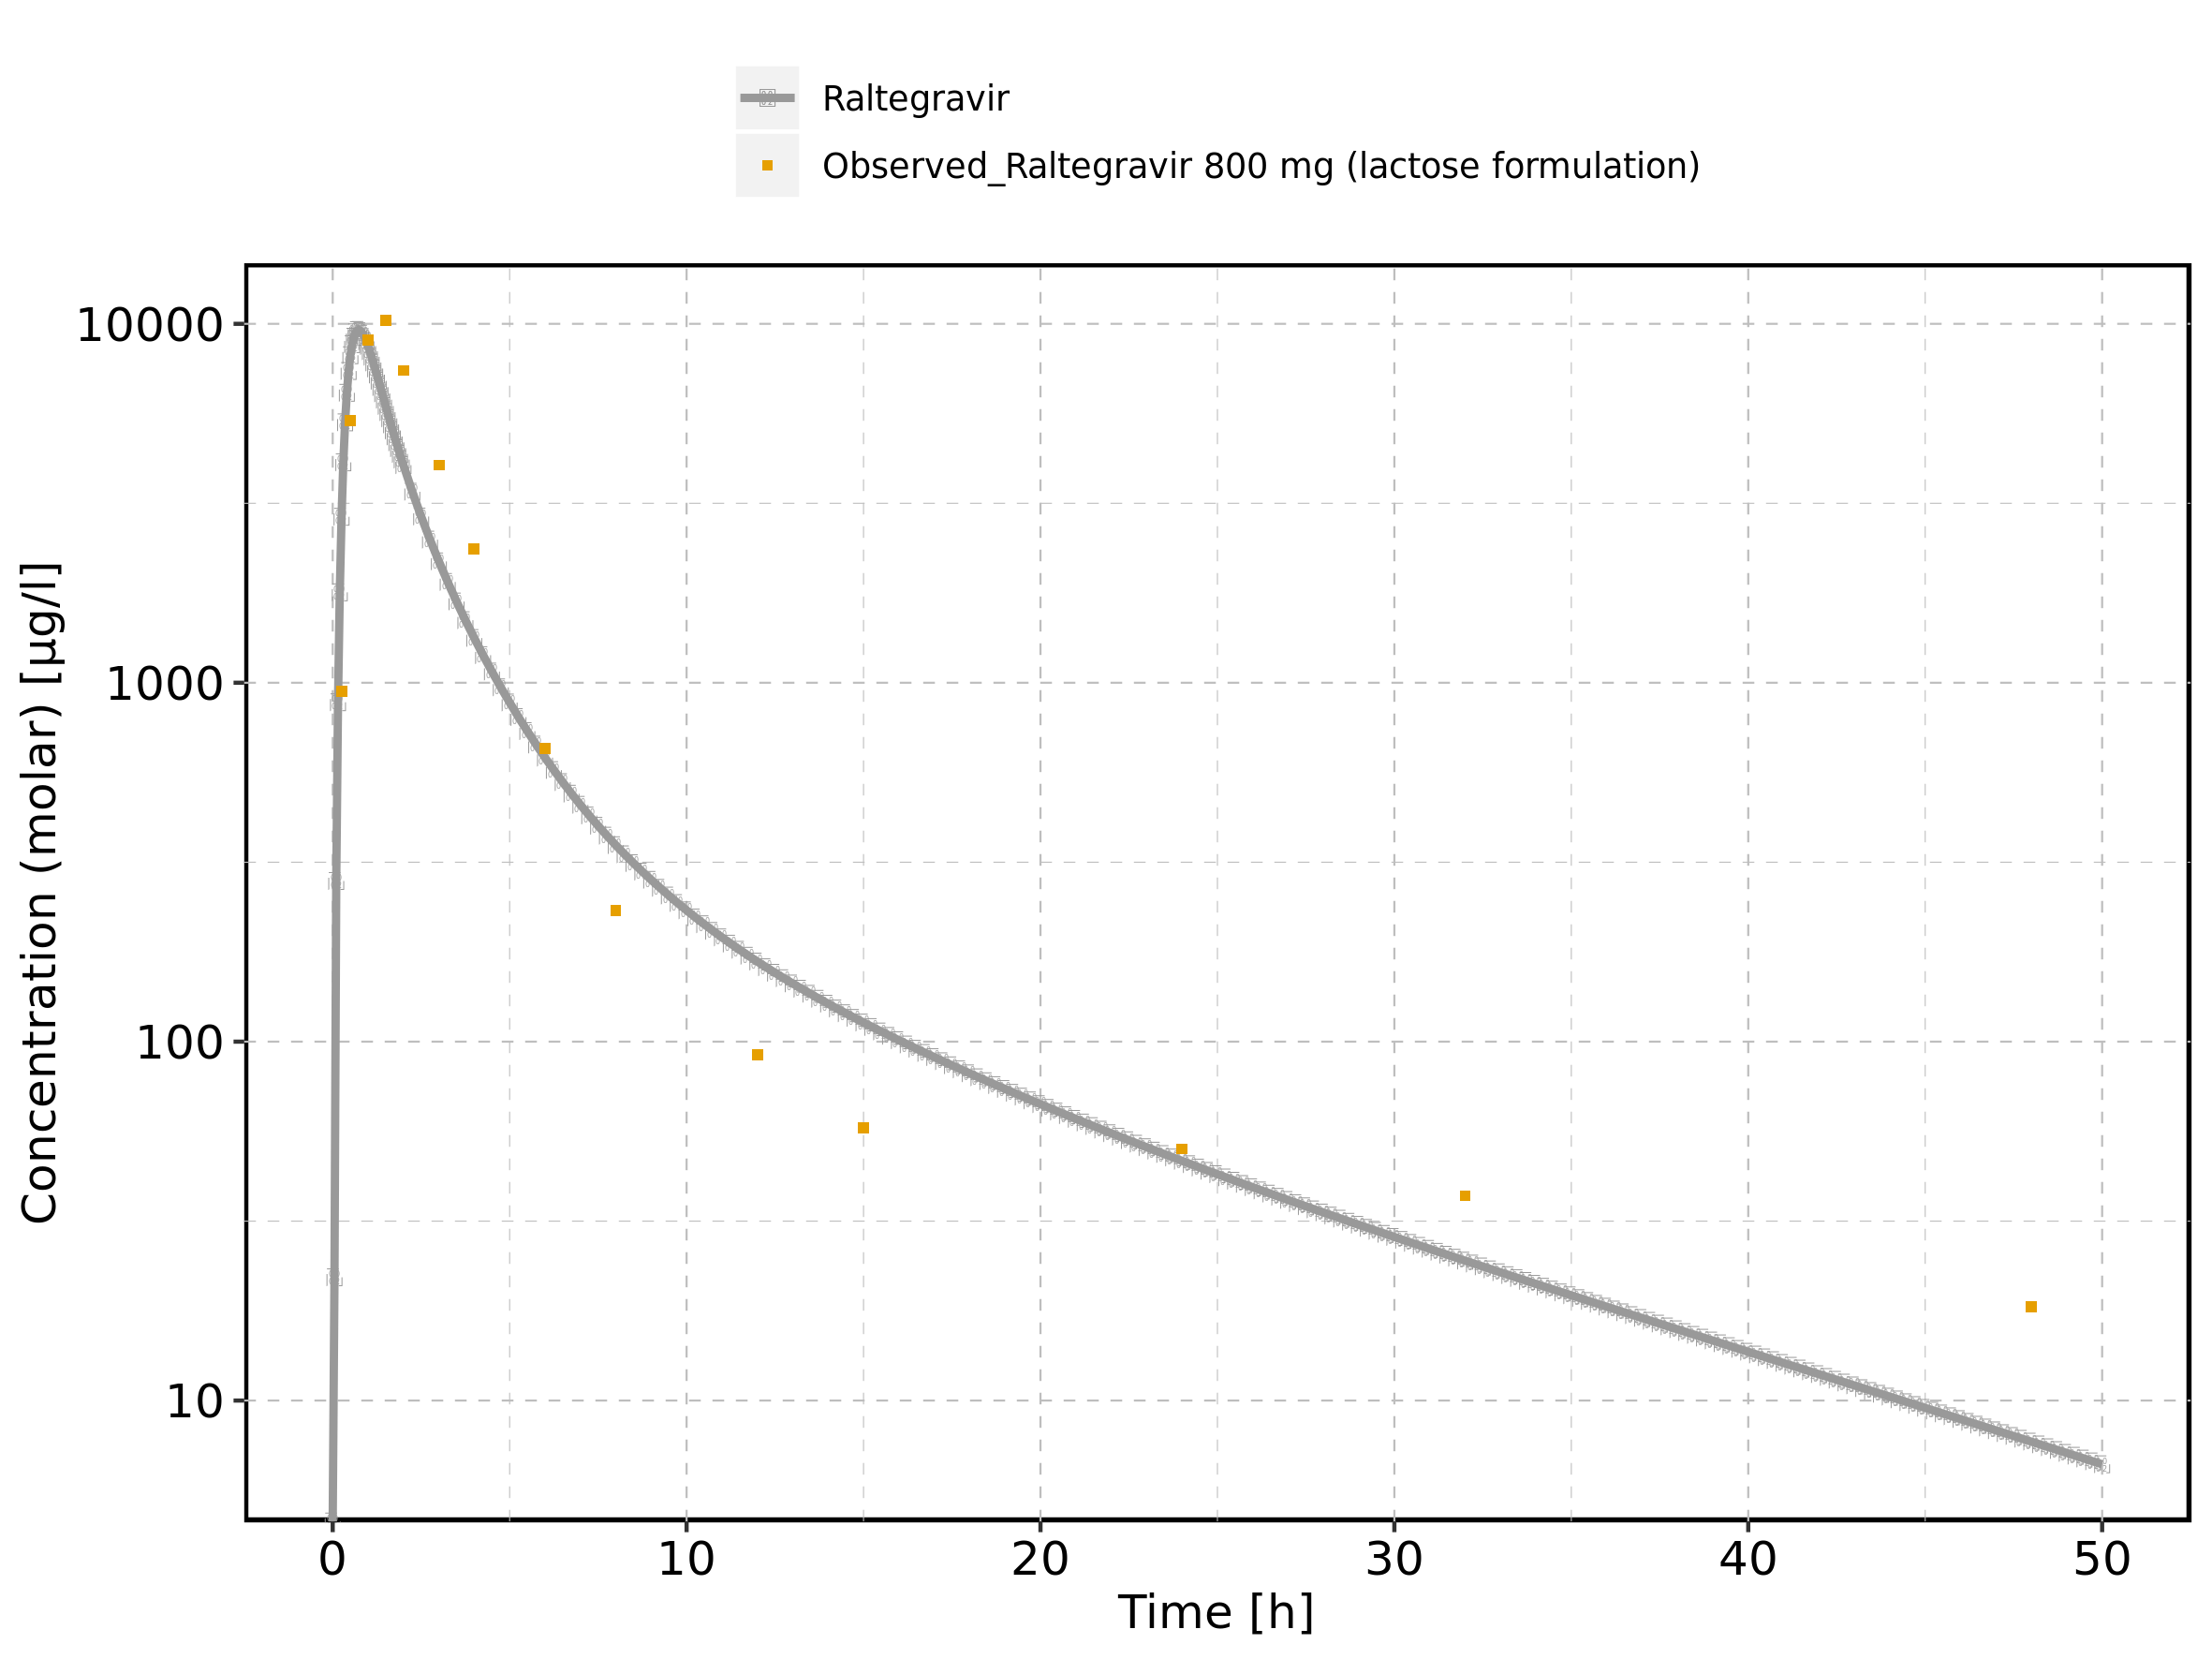 Raltegravir
Observed_Raltegravir 800 mg (lactose formulation)
Concentration (molar) [µg/l]
10000
1000
100
10
0 10 20 30 40 50
Time [h]